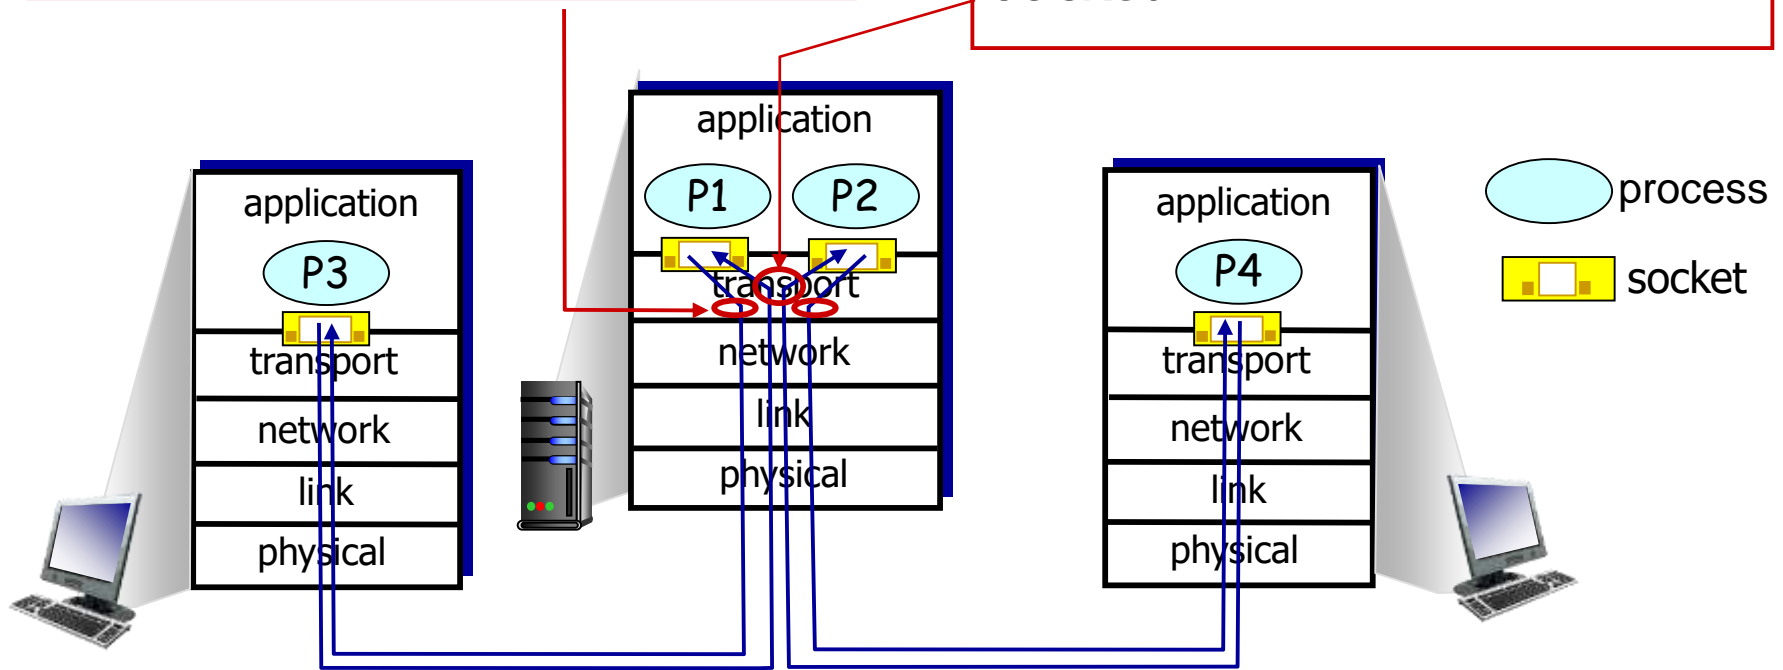 application
P1
P2
transport
network
link
physical
application
P3
transport
network
link
physical
application
P4
transport
network
link
physical
process
socket